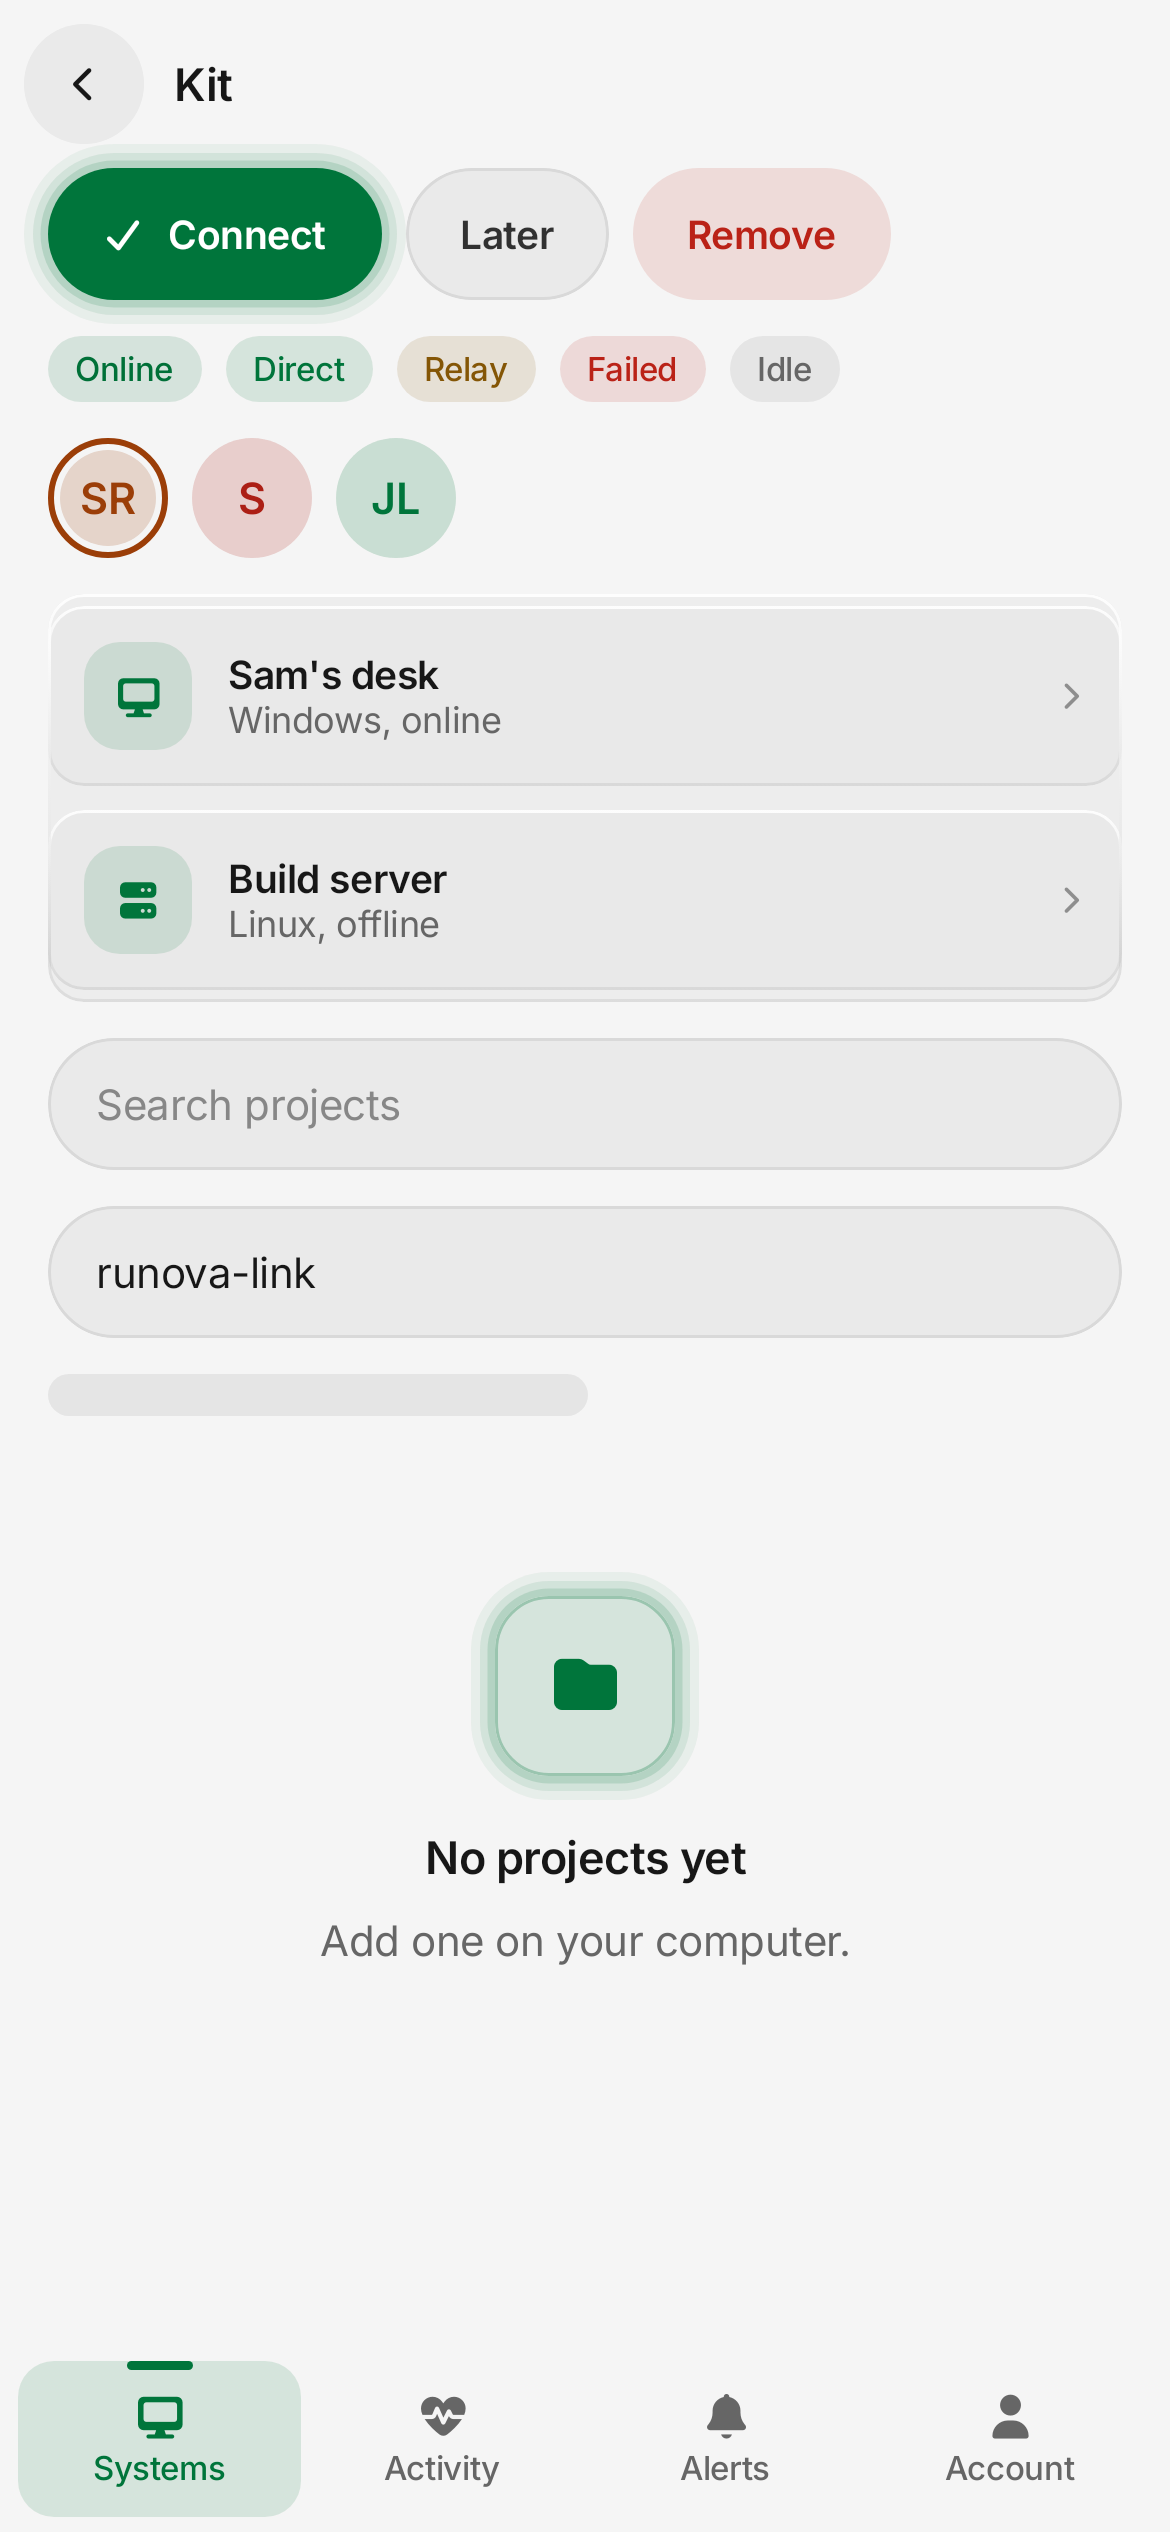 Kit
Connect
Later
Remove
Online
Direct
Relay
Failed
Idle
SR
S
JL
Sam's desk
Windows, online
Build server
Linux, offline
Search projects
runova-link
No projects yet
Add one on your computer.
Systems
Activity
Alerts
Account